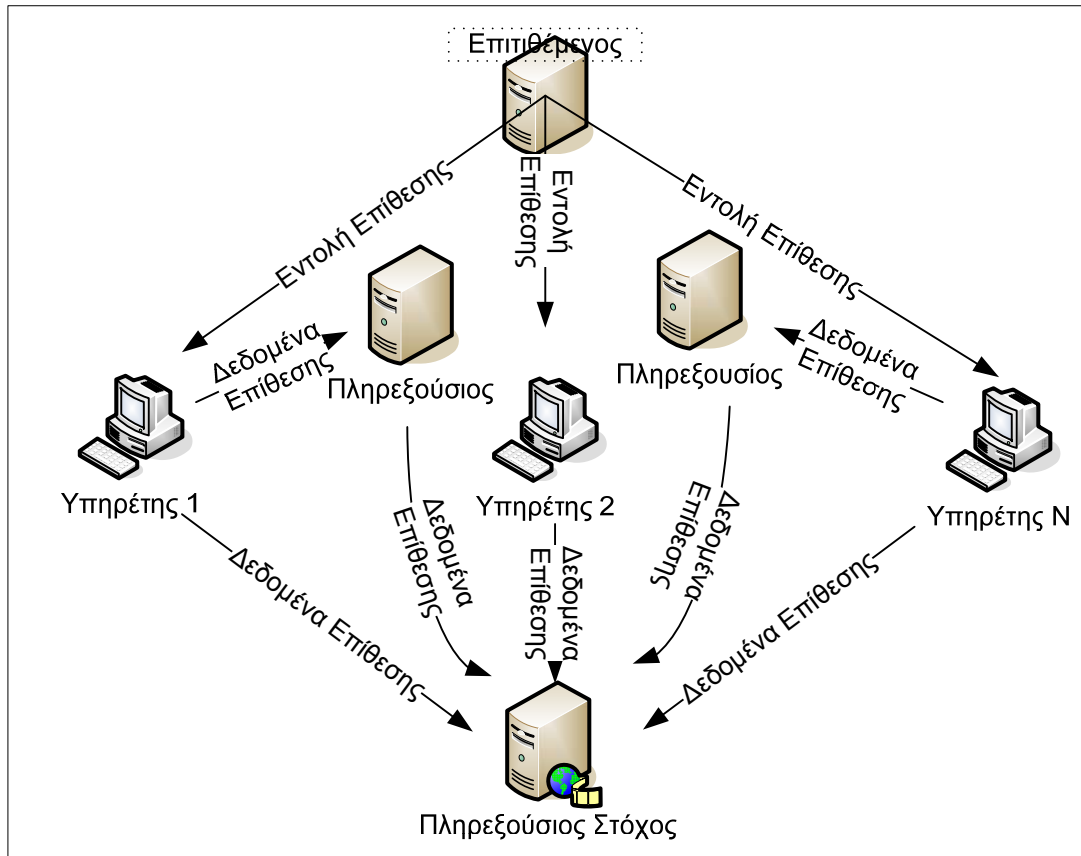 Επιτιθέμενος
Εντολή Επίθεσης
Εντολή
Επίθεσης
Εντολή Επίθεσης
Δεδομένα
Επίθεσης
Πληρεξούσιος
Πληρεξουσίος
Δεδομένα
Επίθεσης
Υπηρέτης 1
Υπηρέτης 2
Υπηρέτης N
Δεδομένα Επίθεσης
Δεδομένα
Επίθεσης
Δεδομένα
Επίθεσης
Δεδομένα
Επίθεσης
Δεδομένα Επίθεσης
Πληρεξούσιος Στόχος